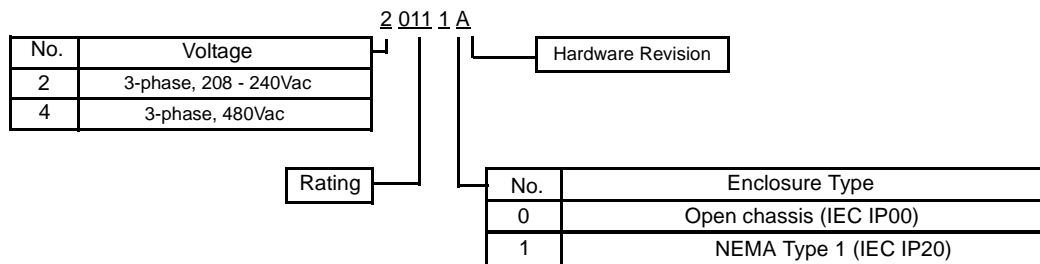 2 011 1 A
No. Voltage
2 3-phase, 208 - 240Vac
4 3-phase, 480Vac
Hardware Revision
Rating
No. Enclosure Type
0 Open chassis (IEC IP00)
1 NEMA Type 1 (IEC IP20)